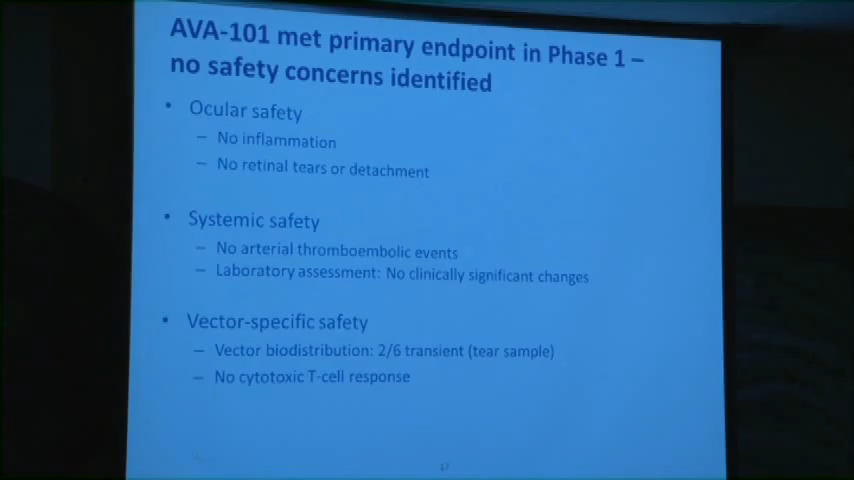 AVA-101 met primary endpoint in Phase 1 –
no safety concerns identified
• Ocular safety
– No inflammation
– No retinal tears or detachment
• Systemic safety
– No arterial thromboembolic events
– Laboratory assessment: No clinically significant changes
• Vector-specific safety
– Vector biodistribution: 2/6 transient (tear sample)
– No cytotoxic T-cell response
17